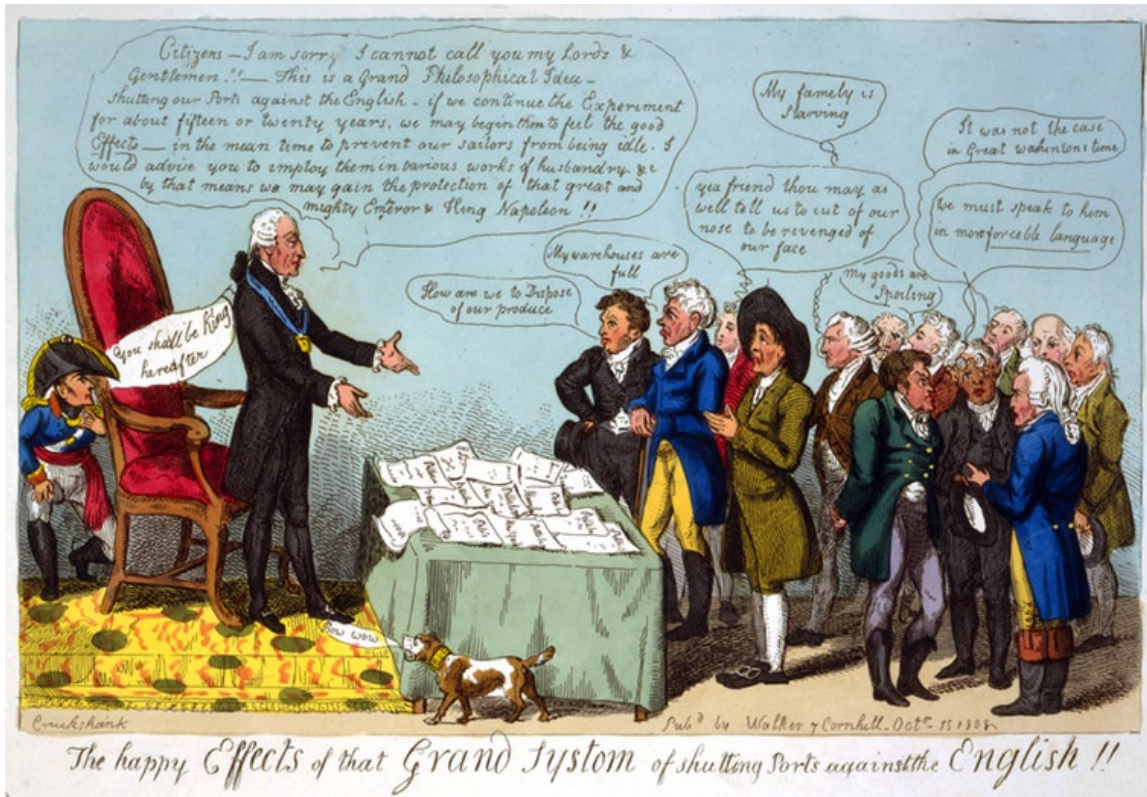 Citizens — I am sorry I cannot call you my Lords &
Gentlemen!! — This is a Grand Philosophical Idea —
shutting our Ports against the English — if we continue the Experiment
for about fifteen or twenty years, we may begin them to feel the good
Effects — in the mean time to prevent our sailors from being idle. I
would advise you to imploy them in various works of husbandry &c
by that means we may gain the protection of that great and
mighty Emeror & King Napoleon!!
You shall be King
hereafter
How are we to Dispose
of our produce
My warehouses are
full
My famely is
Starving
yea friend thou may as
well tell us to cut of our
nose to be revenged of
our face
My goods are
Spoiling
It was not the case
in Great washintons time
We must speak to him
in more forceble language
Bow wow
Cruikshank
Pubd by Walker 7 Cornhill - Octr 15 1808
The happy Effects of that Grand Systom of shutting Ports against the English!!